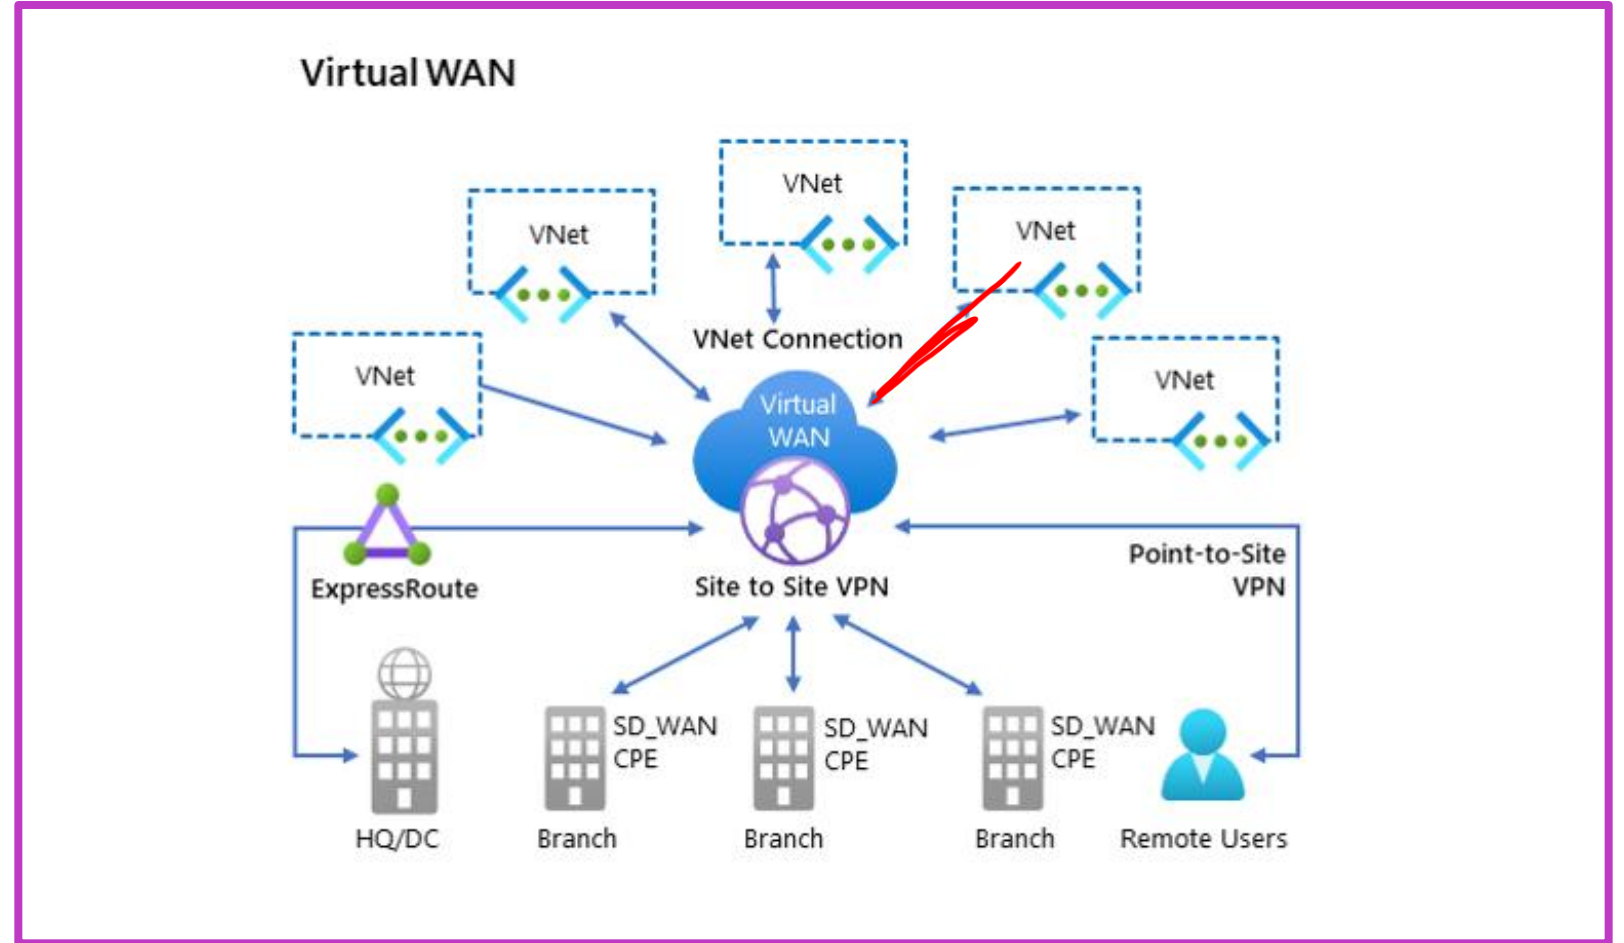 Virtual WAN
VNet
VNet
VNet
VNet Connection
VNet
VNet
Virtual
WAN
ExpressRoute
Site to Site VPN
Point-to-Site
VPN
SD_WAN
CPE
SD_WAN
CPE
SD_WAN
CPE
HQ/DC
Branch
Branch
Branch
Remote Users